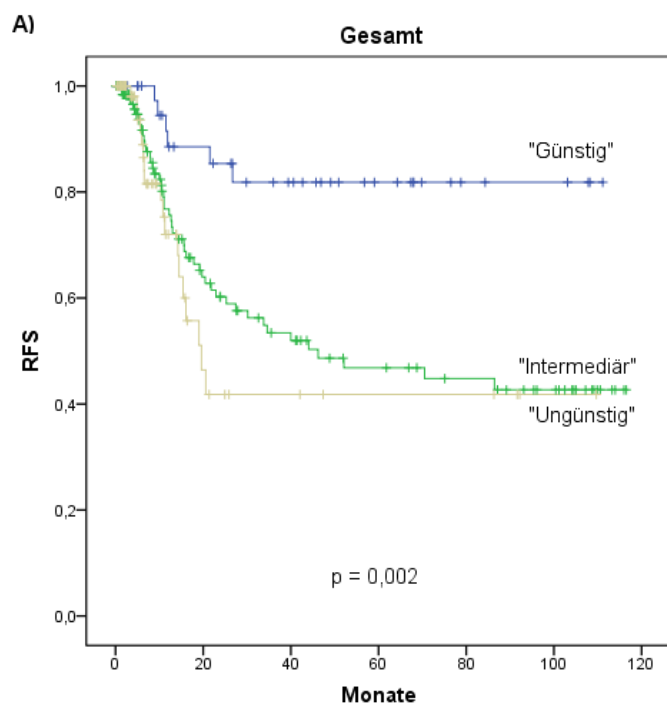 A)
Gesamt
1,0
"Günstig"
0,8
0,6
RFS
"Intermediär"
0,4
"Ungünstig"
0,2
p = 0,002
0,0
0 20 40 60 80 100 120
Monate